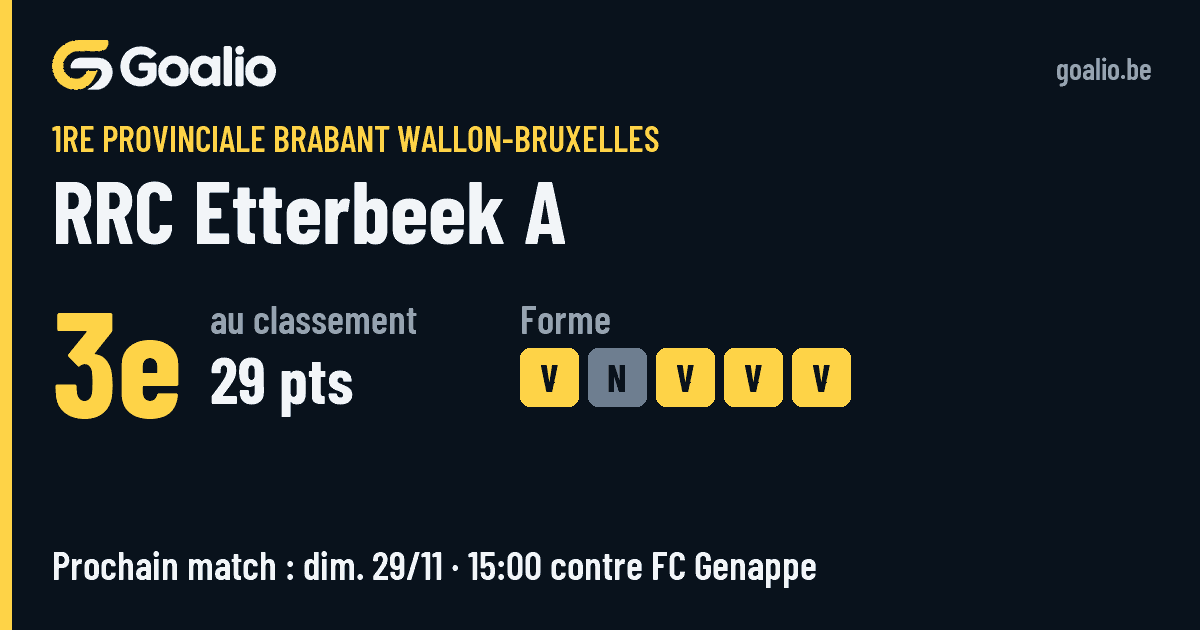 Goalio
goalio.be
1RE PROVINCIALE BRABANT WALLON-BRUXELLES
RRC Etterbeek A
3e
au classement
29 pts
Forme
V N V V V
Prochain match : dim. 29/11 · 15:00 contre FC Genappe